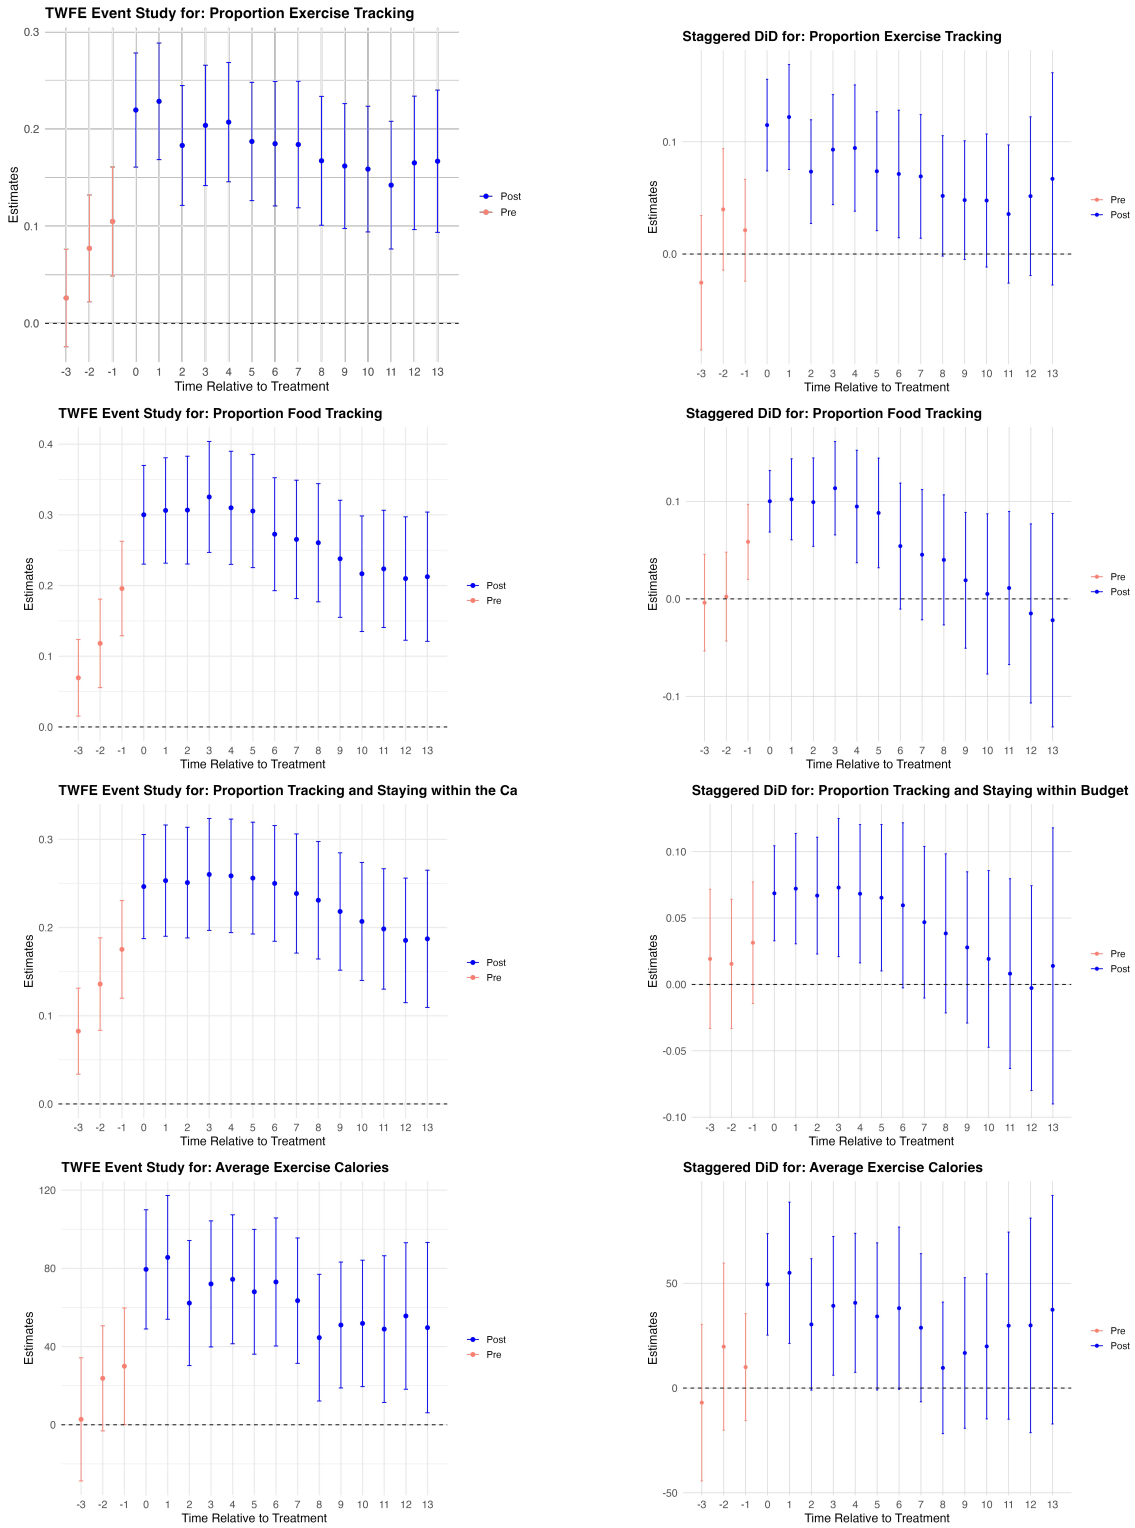 TWFE Event Study for: Proportion Exercise Tracking
0.3
0.2
0.1
0.0
Estimates
-3 -2 -1 0 1 2 3 4 5 6 7 8 9 10 11 12 13
Time Relative to Treatment
Post
Pre
Staggered DiD for: Proportion Exercise Tracking
0.1
0.0
Estimates
-3 -2 -1 0 1 2 3 4 5 6 7 8 9 10 11 12 13
Time Relative to Treatment
Pre
Post
TWFE Event Study for: Proportion Food Tracking
0.4
0.3
0.2
0.1
0.0
Estimates
-3 -2 -1 0 1 2 3 4 5 6 7 8 9 10 11 12 13
Time Relative to Treatment
Post
Pre
Staggered DiD for: Proportion Food Tracking
0.1
0.0
-0.1
Estimates
-3 -2 -1 0 1 2 3 4 5 6 7 8 9 10 11 12 13
Time Relative to Treatment
Pre
Post
TWFE Event Study for: Proportion Tracking and Staying within the Ca
0.3
0.2
0.1
0.0
Estimates
-3 -2 -1 0 1 2 3 4 5 6 7 8 9 10 11 12 13
Time Relative to Treatment
Post
Pre
Staggered DiD for: Proportion Tracking and Staying within Budget
0.10
0.05
0.00
-0.05
-0.10
Estimates
-3 -2 -1 0 1 2 3 4 5 6 7 8 9 10 11 12 13
Time Relative to Treatment
Pre
Post
TWFE Event Study for: Average Exercise Calories
120
80
40
0
Estimates
-3 -2 -1 0 1 2 3 4 5 6 7 8 9 10 11 12 13
Time Relative to Treatment
Post
Pre
Staggered DiD for: Average Exercise Calories
50
0
-50
Estimates
-3 -2 -1 0 1 2 3 4 5 6 7 8 9 10 11 12 13
Time Relative to Treatment
Pre
Post